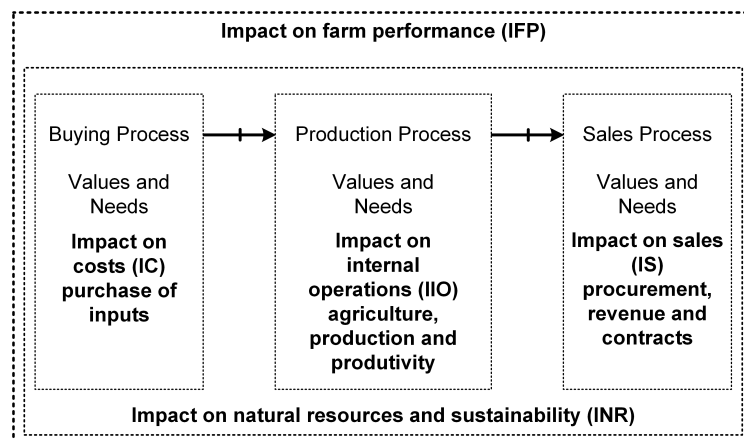 Impact on farm performance (IFP)
Buying Process
Values and
Needs
Impact on
costs (IC)
purchase of
inputs
Production Process
Values and
Needs
Impact on
internal
operations (IIO)
agriculture,
production and
produtivity
Sales Process
Values and
Needs
Impact on sales
(IS)
procurement,
revenue and
contracts
Impact on natural resources and sustainability (INR)